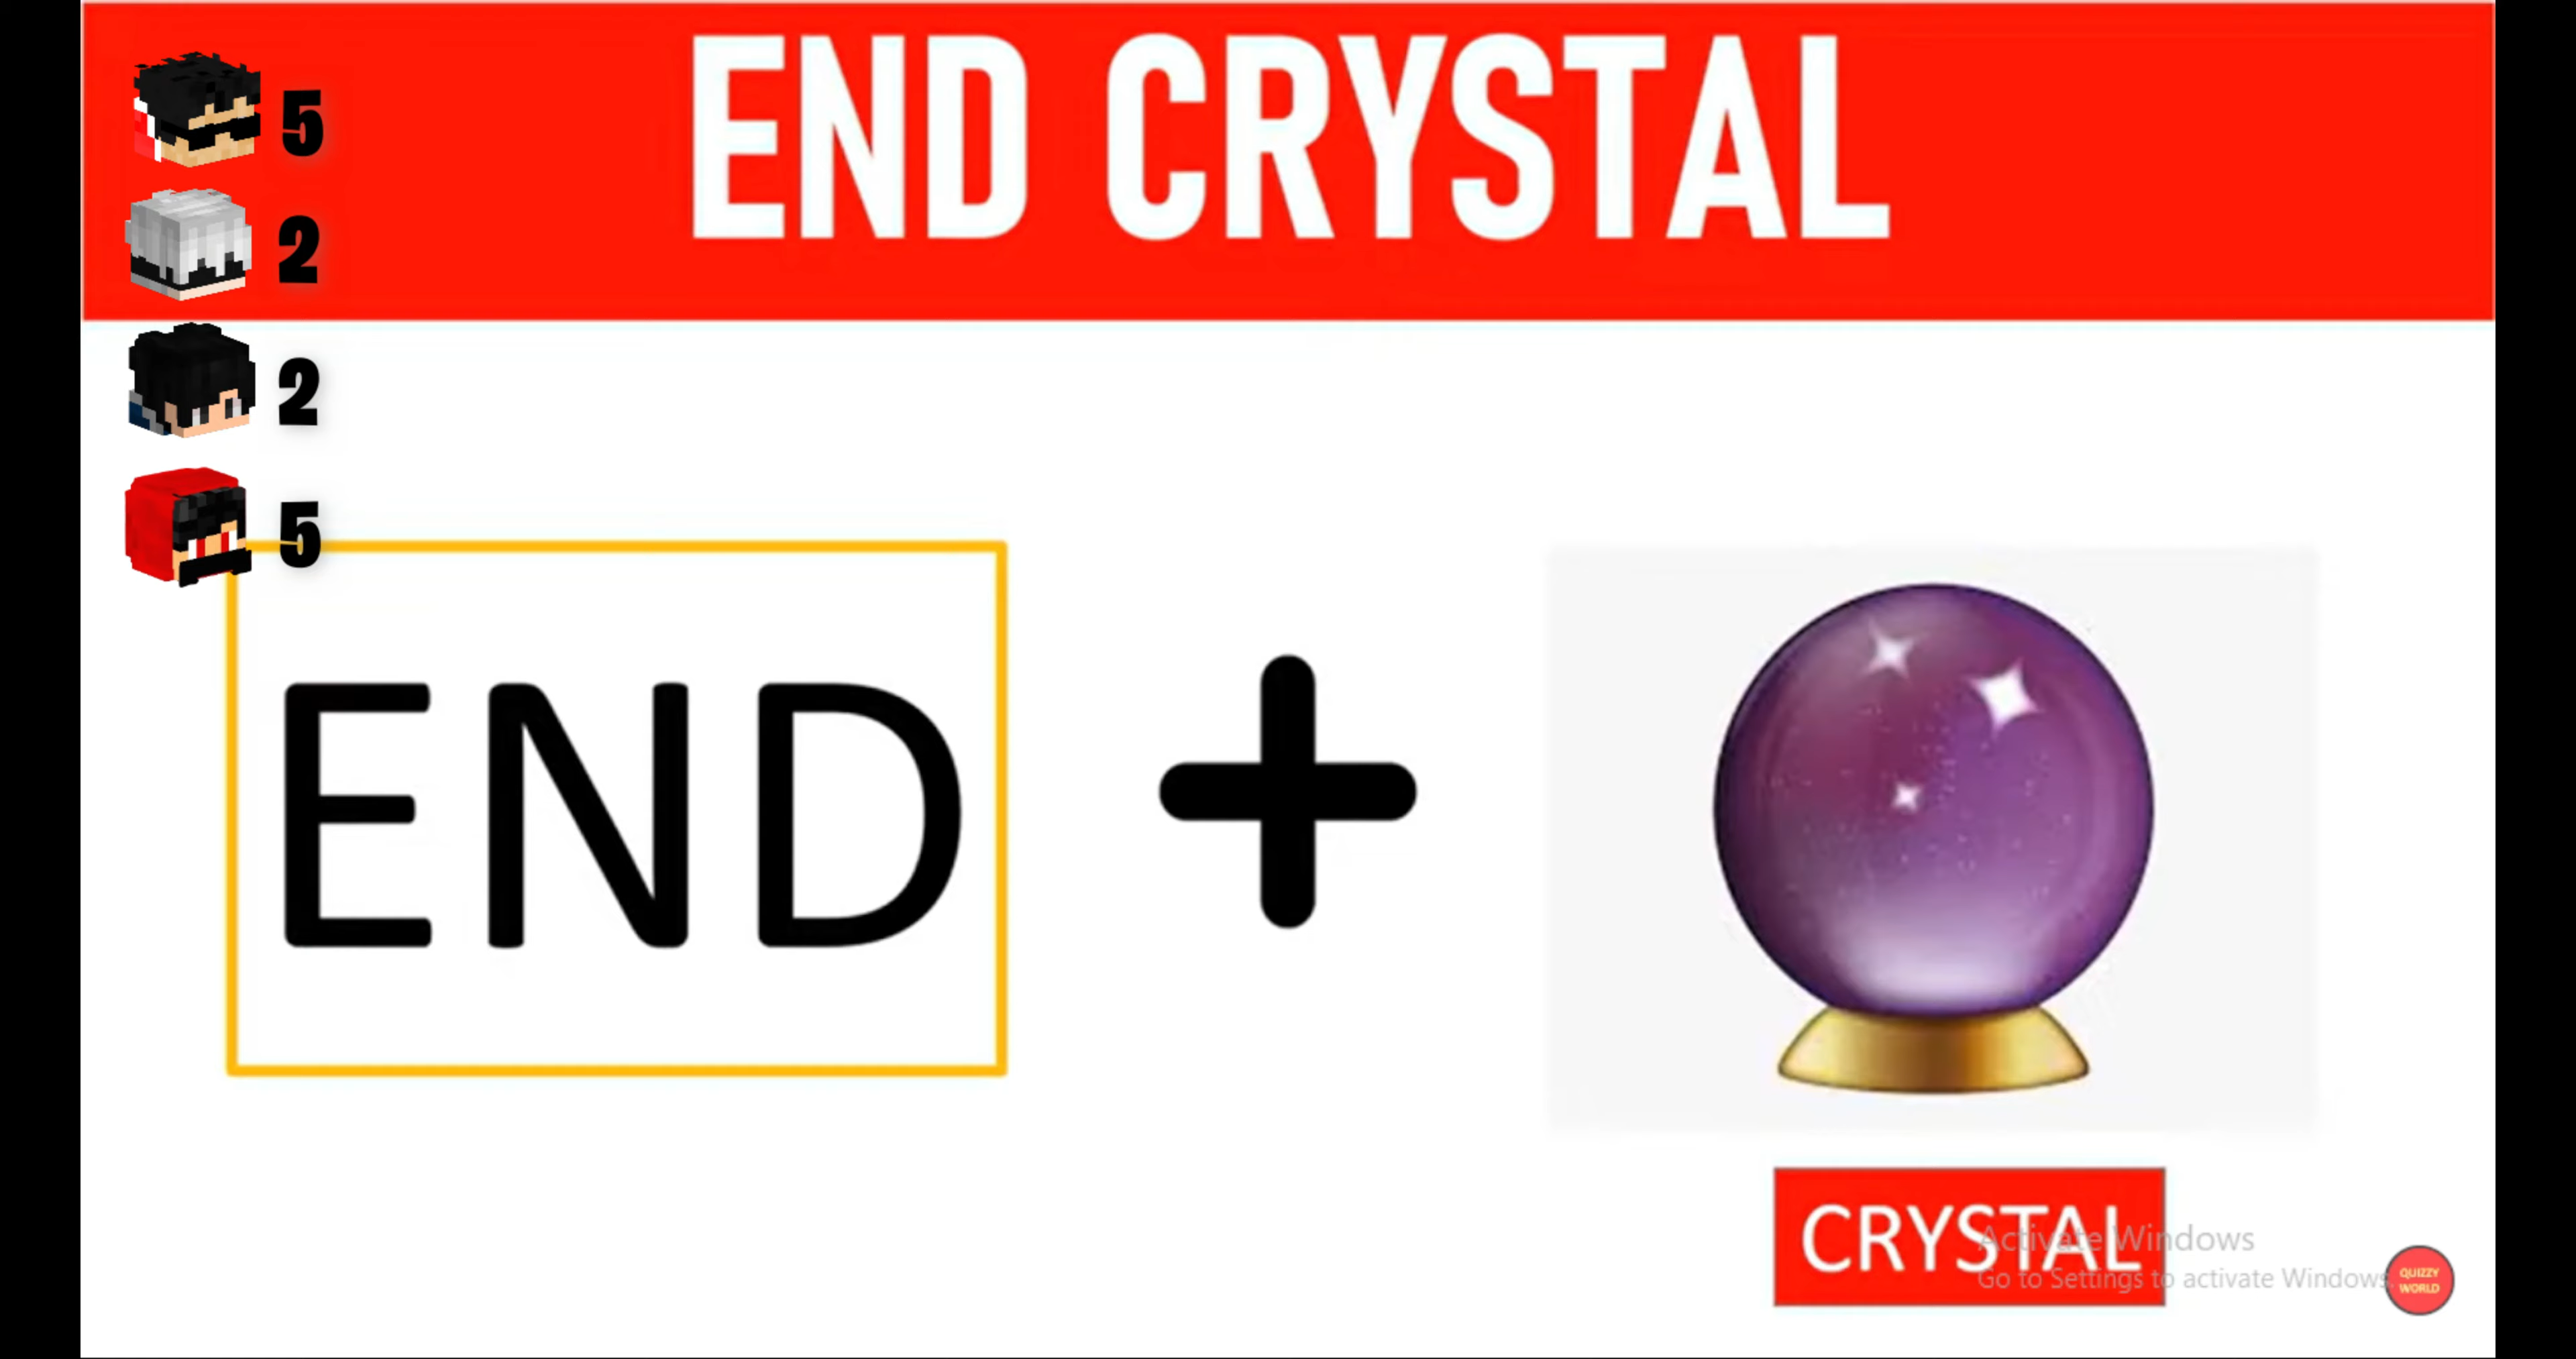 END CRYSTAL
5
2
2
5
END
+
CRYSTAL
Activate Windows
Go to Settings to activate Windows.
QUIZZY
WORLD